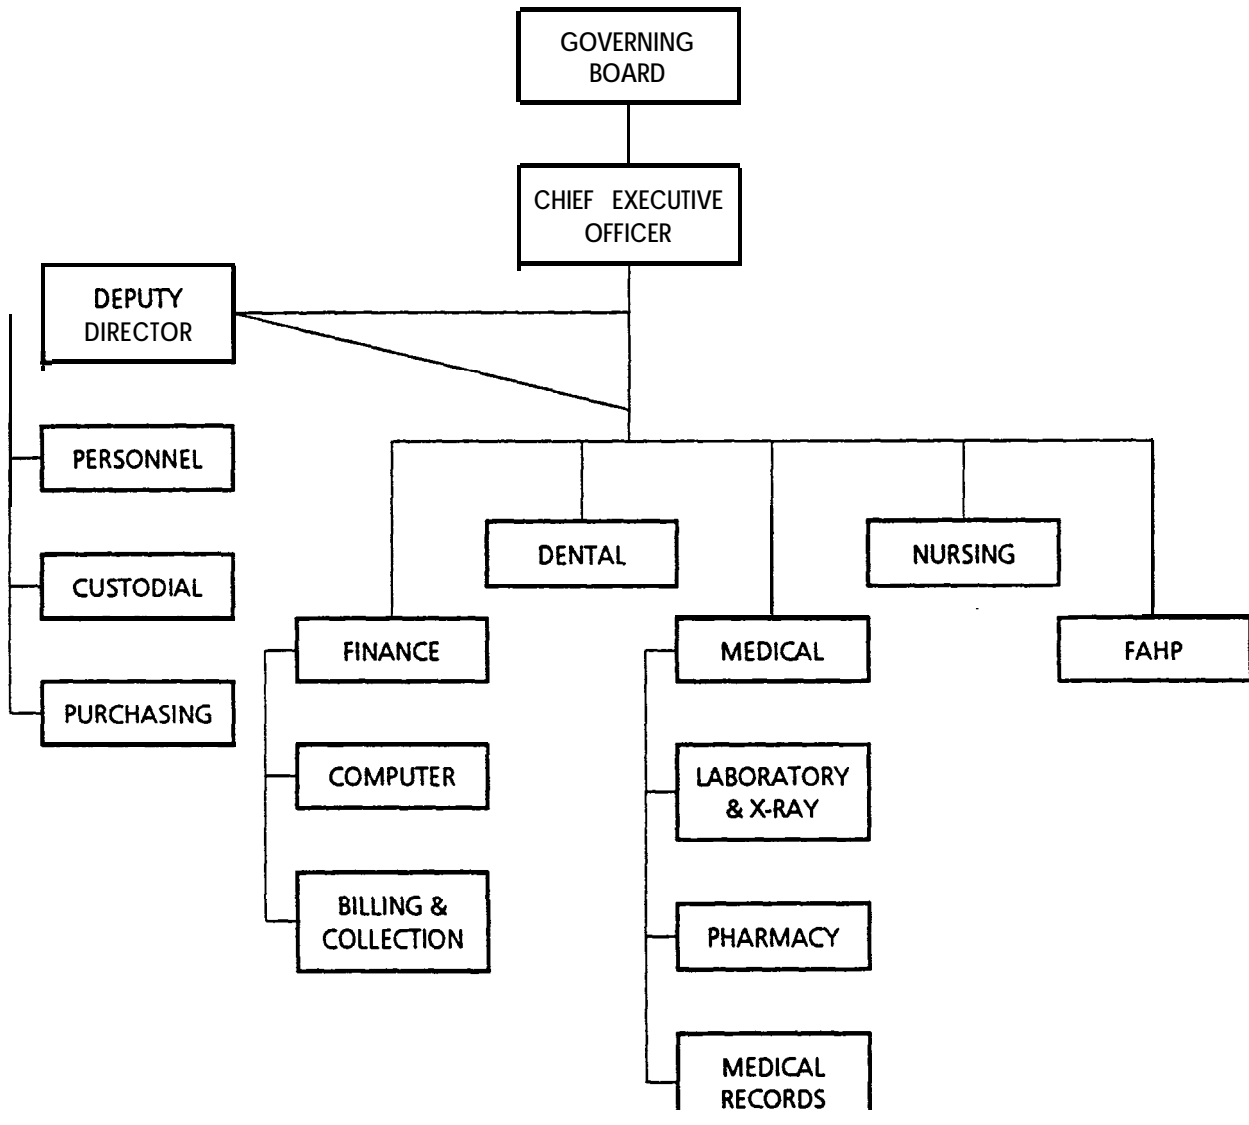 GOVERNING
BOARD
CHIEF EXECUTIVE
OFFICER
DEPUTY
DIRECTOR
PERSONNEL
CUSTODIAL
PURCHASING
DENTAL
NURSING
FINANCE
MEDICAL
FAHP
COMPUTER
LABORATORY
& X-RAY
BILLING &
COLLECTION
PHARMACY
MEDICAL
RECORDS